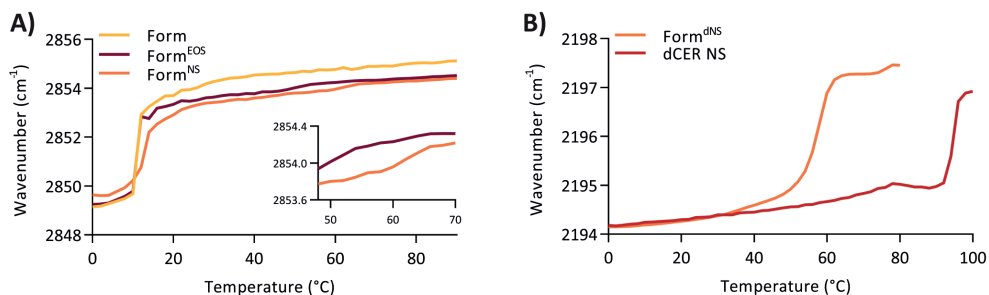 A)
Form
Form^EOS
Form^NS
2856
2854
2852
2850
2848
Wavenumber (cm⁻¹)
2854.4
2854.0
2853.6
50 60 70
0 20 40 60 80
Temperature (°C)
B)
Form^dNS
dCER NS
2198
2197
2196
2195
2194
Wavenumber (cm⁻¹)
0 20 40 60 80 100
Temperature (°C)